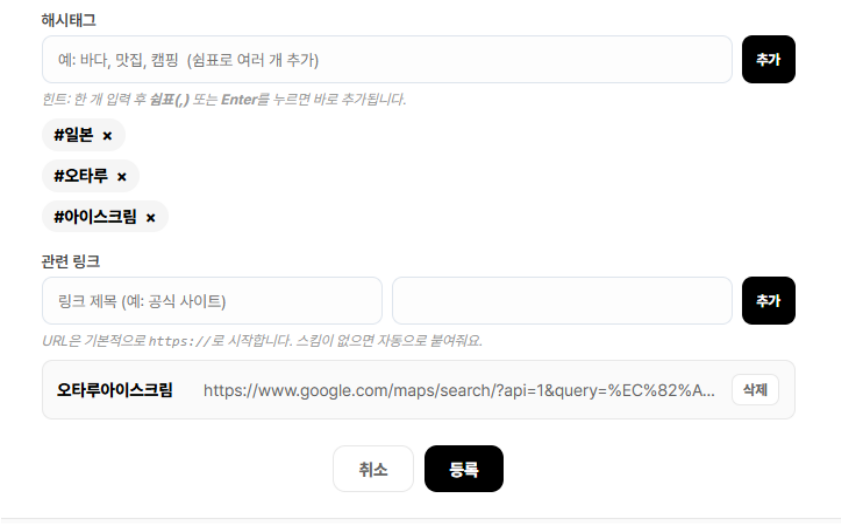 해시태그
예: 바다, 맛집, 캠핑 (쉼표로 여러 개 추가) 추가
힌트: 한 개 입력 후 쉼표(,) 또는 Enter를 누르면 바로 추가됩니다.
#일본 ×
#오타루 ×
#아이스크림 ×
관련 링크
링크 제목 (예: 공식 사이트) 추가
URL은 기본적으로 https://로 시작합니다. 스킴이 없으면 자동으로 붙여줘요.
오타루아이스크림 https://www.google.com/maps/search/?api=1&query=%EC%82%A... 삭제
취소 등록